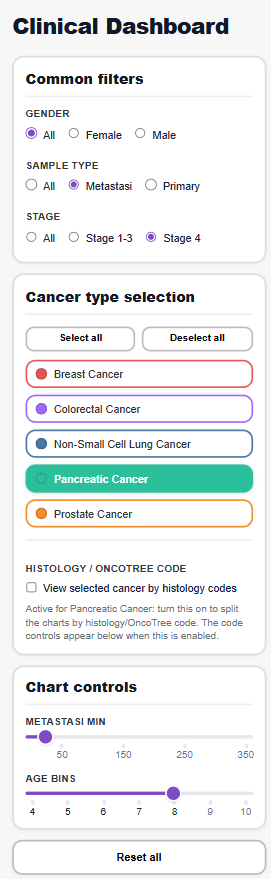 Clinical Dashboard
Common filters
GENDER
All Female Male
SAMPLE TYPE
All Metastasi Primary
STAGE
All Stage 1-3 Stage 4
Cancer type selection
Select all Deselect all
Breast Cancer
Colorectal Cancer
Non-Small Cell Lung Cancer
Pancreatic Cancer
Prostate Cancer
HISTOLOGY / ONCOTREE CODE
View selected cancer by histology codes
Active for Pancreatic Cancer: turn this on to split
the charts by histology/OncoTree code. The code
controls appear below when this is enabled.
Chart controls
METASTASI MIN
50 150 250 350
AGE BINS
4 5 6 7 8 9 10
Reset all